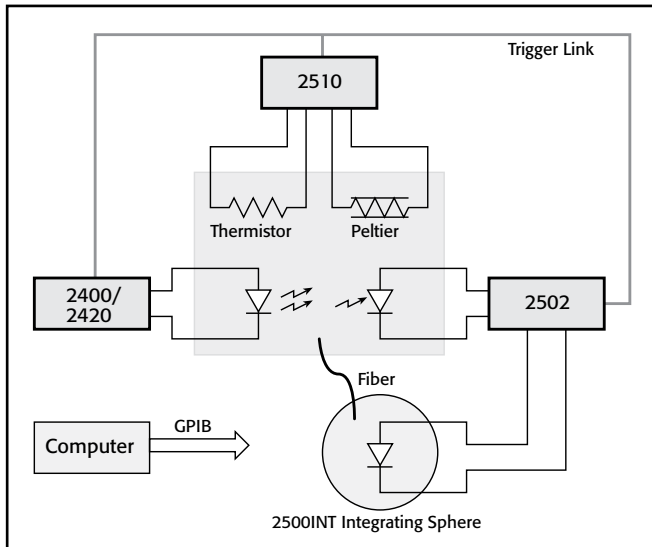 Trigger Link
2510
Thermistor
Peltier
2400/
2420
2502
Fiber
GPIB
Computer
2500INT Integrating Sphere